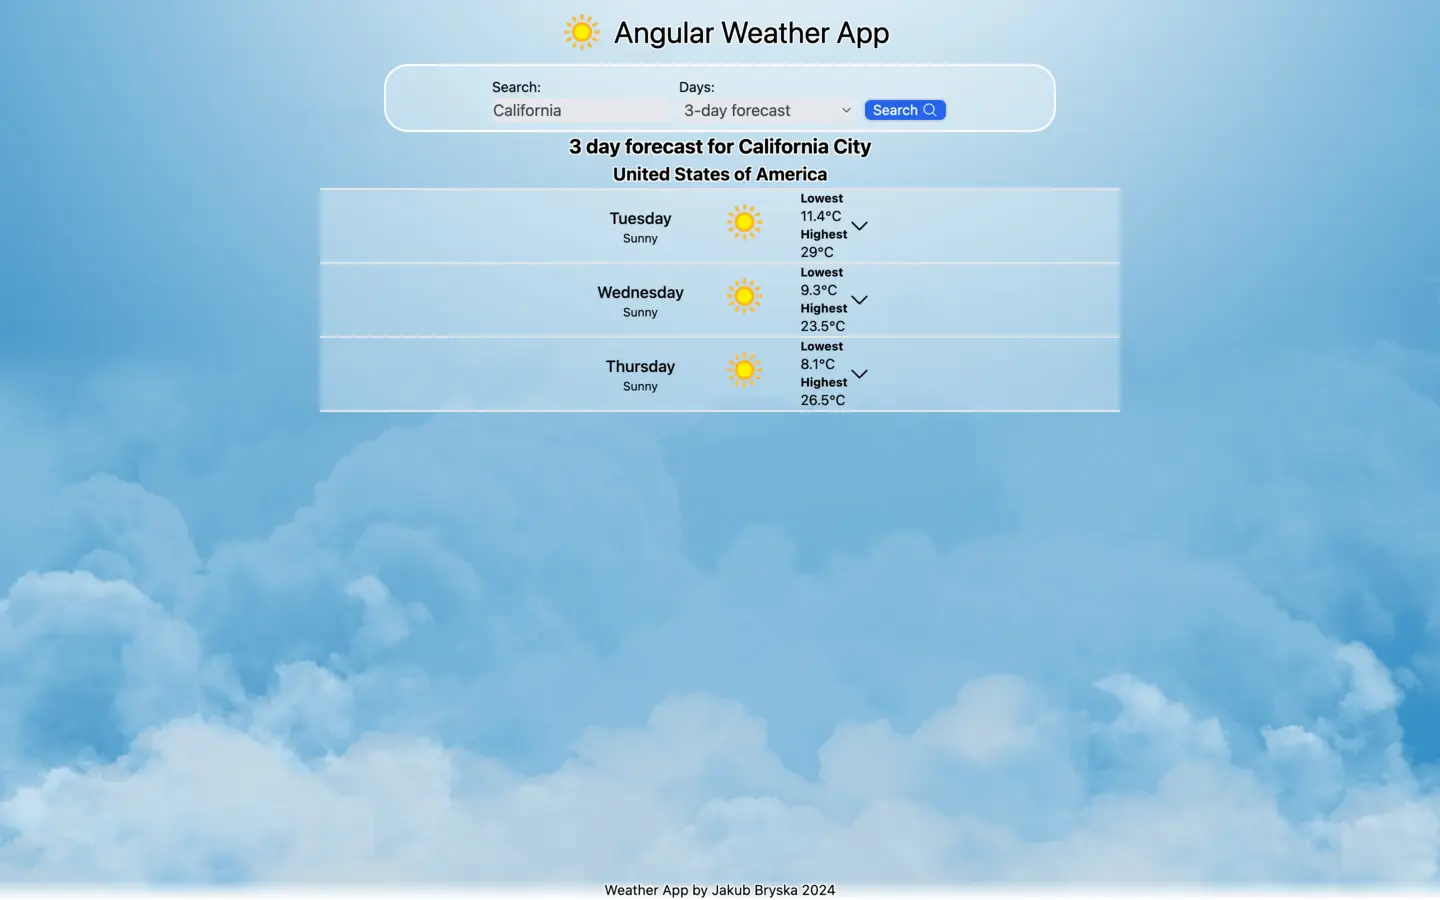 Angular Weather App
Search:
Days:
California
3-day forecast
Search
3 day forecast for California City
United States of America
Tuesday
Sunny
Lowest
11.4°C
Highest
29°C
Wednesday
Sunny
Lowest
9.3°C
Highest
23.5°C
Thursday
Sunny
Lowest
8.1°C
Highest
26.5°C
Weather App by Jakub Bryska 2024